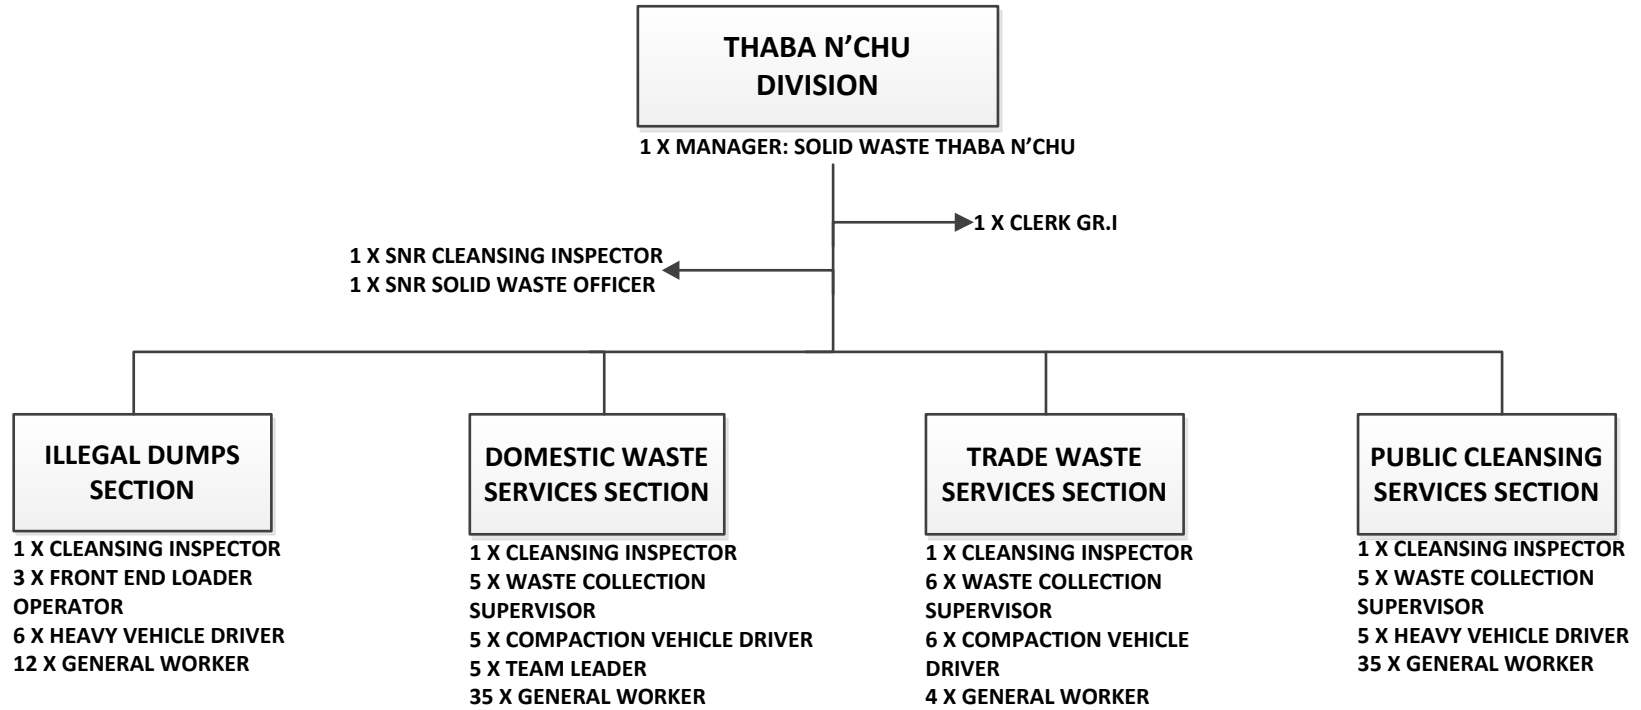 THABA N’CHU
DIVISION
1 X MANAGER: SOLID WASTE THABA N’CHU
1 X CLERK GR.I
1 X SNR CLEANSING INSPECTOR
1 X SNR SOLID WASTE OFFICER
ILLEGAL DUMPS
SECTION
1 X CLEANSING INSPECTOR
3 X FRONT END LOADER
OPERATOR
6 X HEAVY VEHICLE DRIVER
12 X GENERAL WORKER
DOMESTIC WASTE
SERVICES SECTION
1 X CLEANSING INSPECTOR
5 X WASTE COLLECTION
SUPERVISOR
5 X COMPACTION VEHICLE DRIVER
5 X TEAM LEADER
35 X GENERAL WORKER
TRADE WASTE
SERVICES SECTION
1 X CLEANSING INSPECTOR
6 X WASTE COLLECTION
SUPERVISOR
6 X COMPACTION VEHICLE
DRIVER
4 X GENERAL WORKER
PUBLIC CLEANSING
SERVICES SECTION
1 X CLEANSING INSPECTOR
5 X WASTE COLLECTION
SUPERVISOR
5 X HEAVY VEHICLE DRIVER
35 X GENERAL WORKER